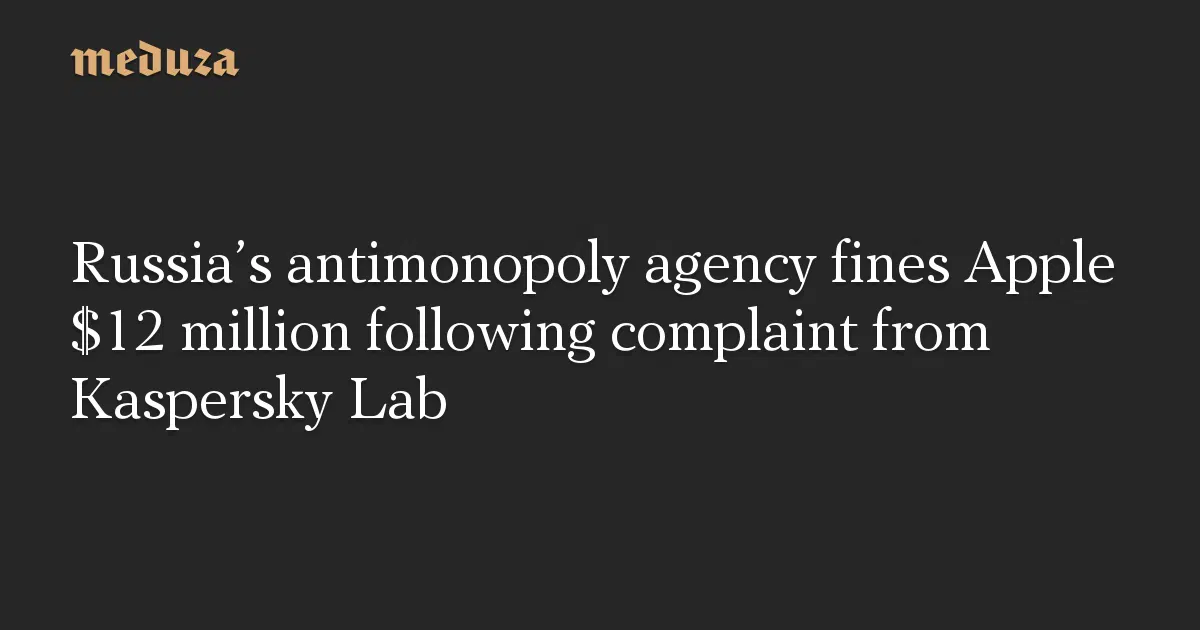 meduza
Russia’s antimonopoly agency fines Apple
$12 million following complaint from
Kaspersky Lab